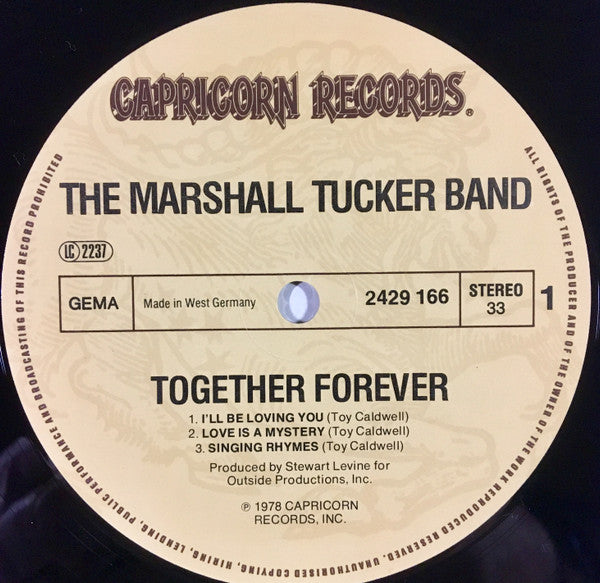 CAPRICORN RECORDS®
THE MARSHALL TUCKER BAND
LC 2237
GEMA
Made in West Germany
2429 166
STEREO
33
1
TOGETHER FOREVER
1. I'LL BE LOVING YOU (Toy Caldwell)
2. LOVE IS A MYSTERY (Toy Caldwell)
3. SINGING RHYMES (Toy Caldwell)
Produced by Stewart Levine for
Outside Productions, Inc.
℗ 1978 CAPRICORN
RECORDS, INC.
ALL RIGHTS OF THE PRODUCER AND OF THE OWNER OF THE WORK REPRODUCED RESERVED. UNAUTHORISED COPYING, HIRING, LENDING, PUBLIC PERFORMANCE AND BROADCASTING OF THIS RECORD PROHIBITED